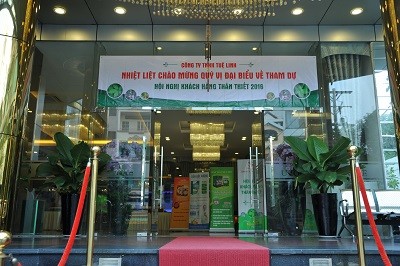 CÔNG TY TNHH TUỆ LINH
NHIỆT LIỆT CHÀO MỪNG QUÝ VỊ ĐẠI BIỂU VỀ THAM DỰ
HỘI NGHỊ KHÁCH HÀNG THÂN THIẾT 2016